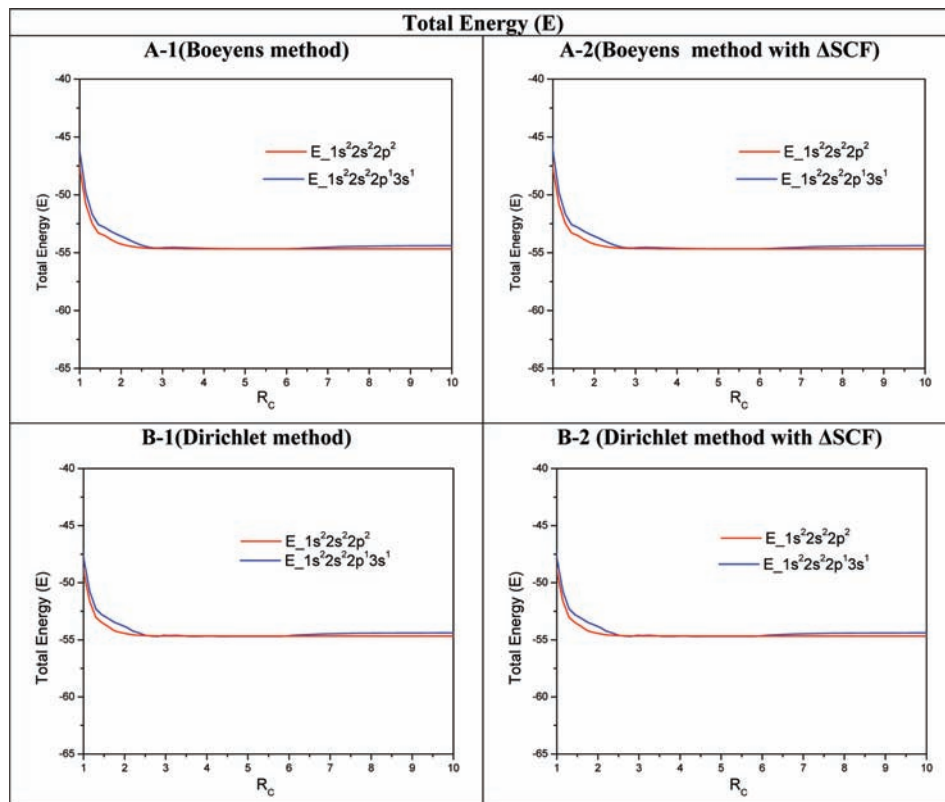 Total Energy (E)
A-1(Boeyens method)
A-2(Boeyens method with ΔSCF)
-40
-45
-50
-55
-60
-65
Total Energy (E)
E_1s²2s²2p²
E_1s²2s²2p¹3s¹
1 2 3 4 5 6 7 8 9 10
R_c
-40
-45
-50
-55
-60
-65
Total Energy (E)
E_1s²2s²2p²
E_1s²2s²2p¹3s¹
1 2 3 4 5 6 7 8 9 10
R_c
B-1(Dirichlet method)
B-2 (Dirichlet method with ΔSCF)
-40
-45
-50
-55
-60
-65
Total Energy (E)
E_1s²2s²2p²
E_1s²2s²2p¹3s¹
1 2 3 4 5 6 7 8 9 10
R_c
-40
-45
-50
-55
-60
-65
Total Energy (E)
E_1s²2s²2p²
E_1s²2s²2p¹3s¹
1 2 3 4 5 6 7 8 9 10
R_c